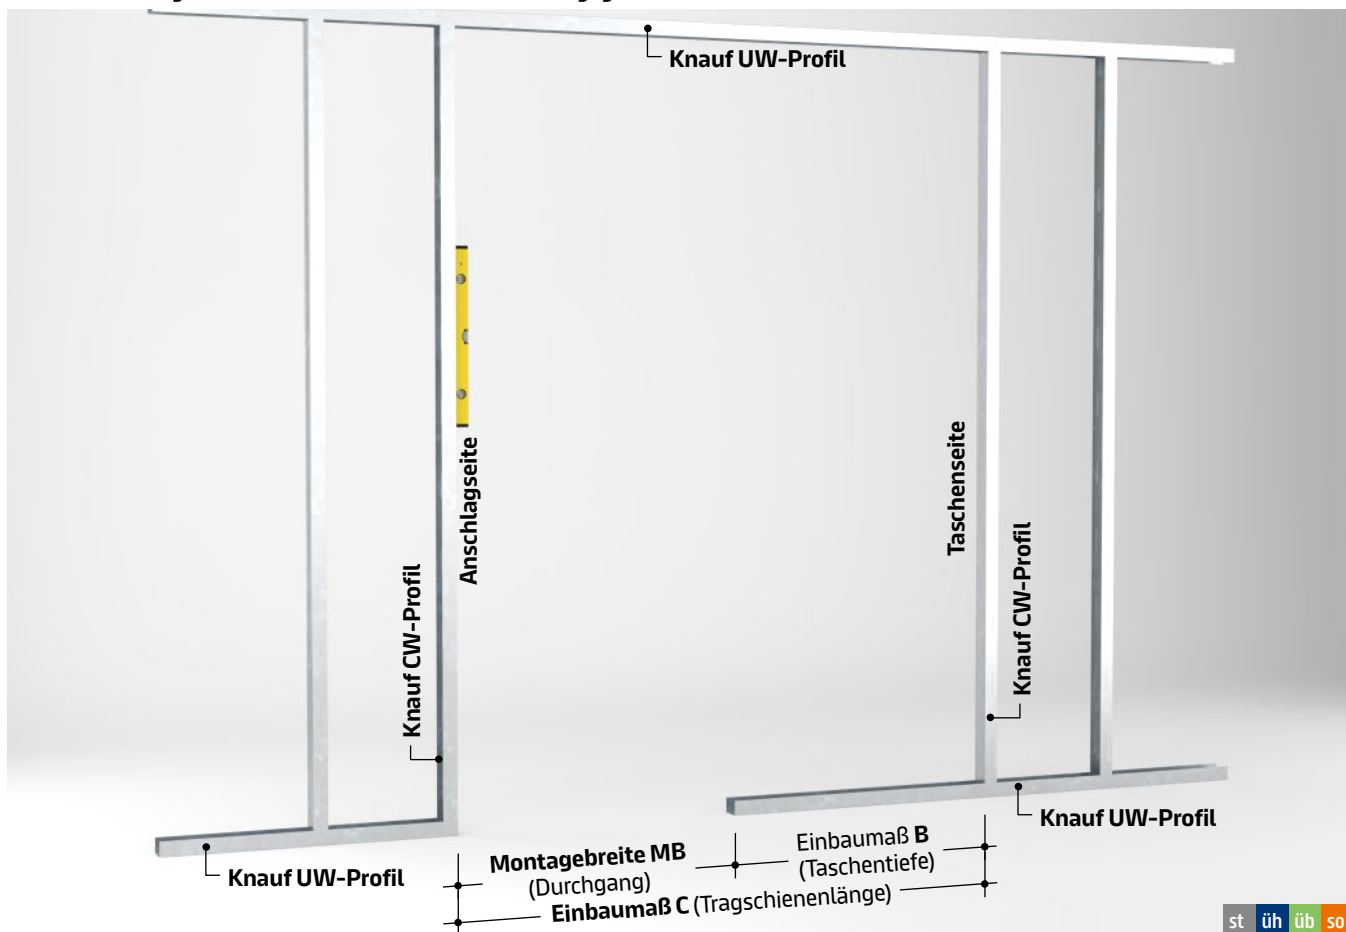 Knauf UW-Profil
Anschlagseite
Taschenseite
Knauf CW-Profil
Knauf CW-Profil
Knauf UW-Profil
Knauf UW-Profil
Montagebreite MB
(Durchgang)
Einbaumaß B
(Taschentiefe)
Einbaumaß C (Tragschienenlänge)
st üh üb so